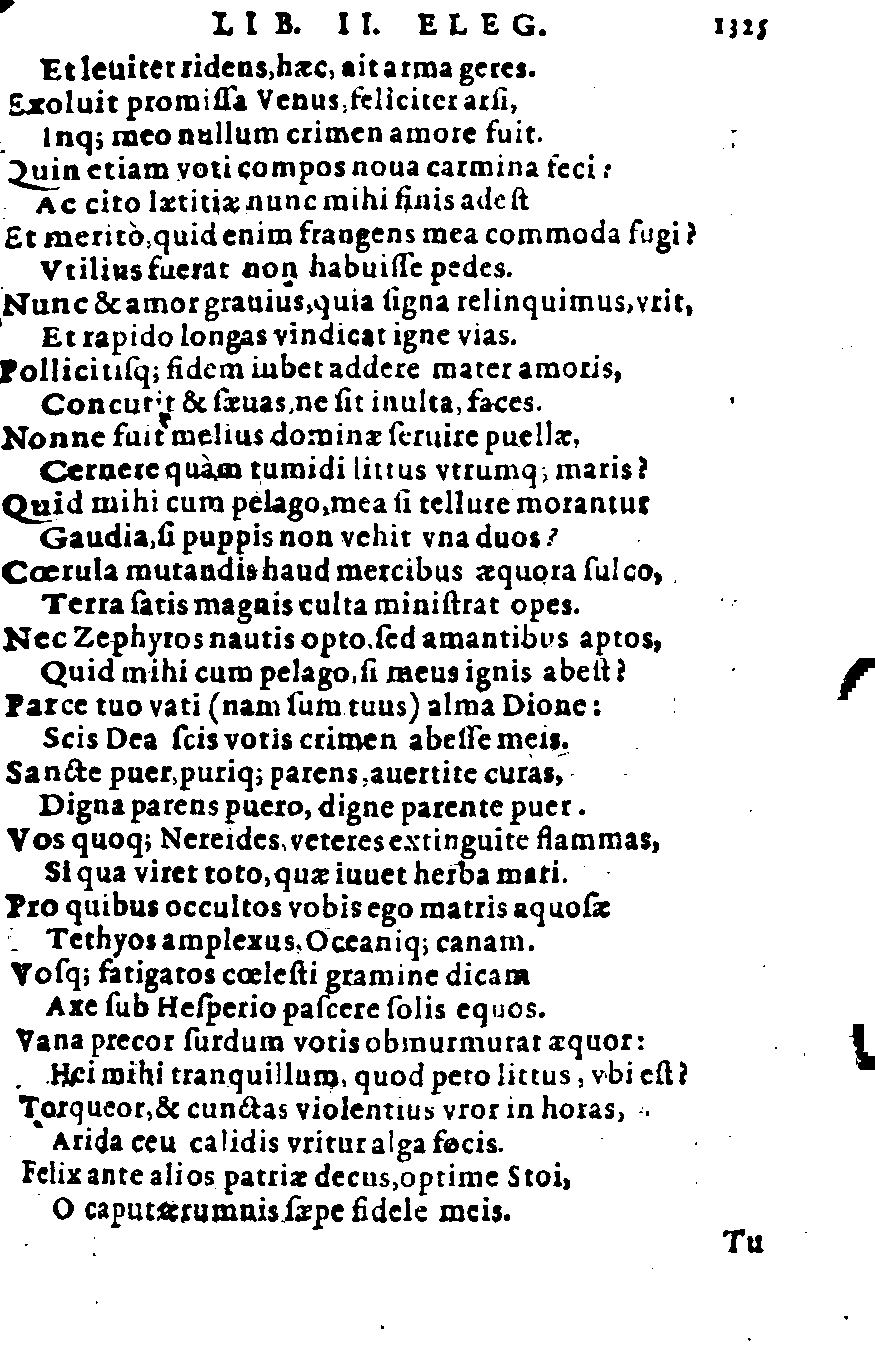 LIB. II. ELEG. 1325
Et leuiter ridens, hæc, ait arma geres.
Exoluit promiſſa Venus, feliciter arſi,
Inq; meo nullum crimen amore fuit.
Quin etiam voti compos noua carmina feci:
Ac cito lætitiæ nunc mihi finis adeſt
Et meritò, quid enim frangens mea commoda fugi?
Vtilius fuerat non habuiſſe pedes.
Nunc & amor grauius, quia ſigna relinquimus, vrit,
Et rapido longas vindicat igne vias.
Pollicitiſq; fidem iubet addere mater amoris,
Concutit & ſæuas, ne ſit inulta, faces.
Nonne fuit melius dominæ ſeruire puellæ,
Cernere quàm tumidi littus vtrumq; maris?
Quid mihi cum pelago, mea ſi tellure morantur
Gaudia, ſi puppis non vehit vna duos?
Cœrula mutandis haud mercibus æquora ſulco,
Terra ſatis magnis culta miniſtrat opes.
Nec Zephyros nautis opto, ſed amantibus aptos,
Quid mihi cum pelago, ſi meus ignis abeſt?
Parce tuo vati (nam ſum tuus) alma Dione:
Scis Dea ſcis votis crimen abeſſe meis.
Sancte puer, puriq; parens, auertite curas,
Digna parens puero, digne parente puer.
Vos quoq; Nereides, veteres extinguite flammas,
Si qua viret toto, quæ iuuet herba mari.
Pro quibus occultos vobis ego matris aquoſæ
Tethyos amplexus, Oceaniq; canam.
Voſq; fatigatos cœleſti gramine dicam
Axe ſub Heſperio paſcere ſolis equos.
Vana precor ſurdum votis obmurmurat æquor:
Hei mihi tranquillum, quod peto littus, vbi eſt?
Torqueor, & cunctas violentius vror in horas,
Arida ceu calidis vritur alga focis.
Felix ante alios patriæ decus, optime Stoi,
O caput ærumnis ſæpe fidele meis.
Tu